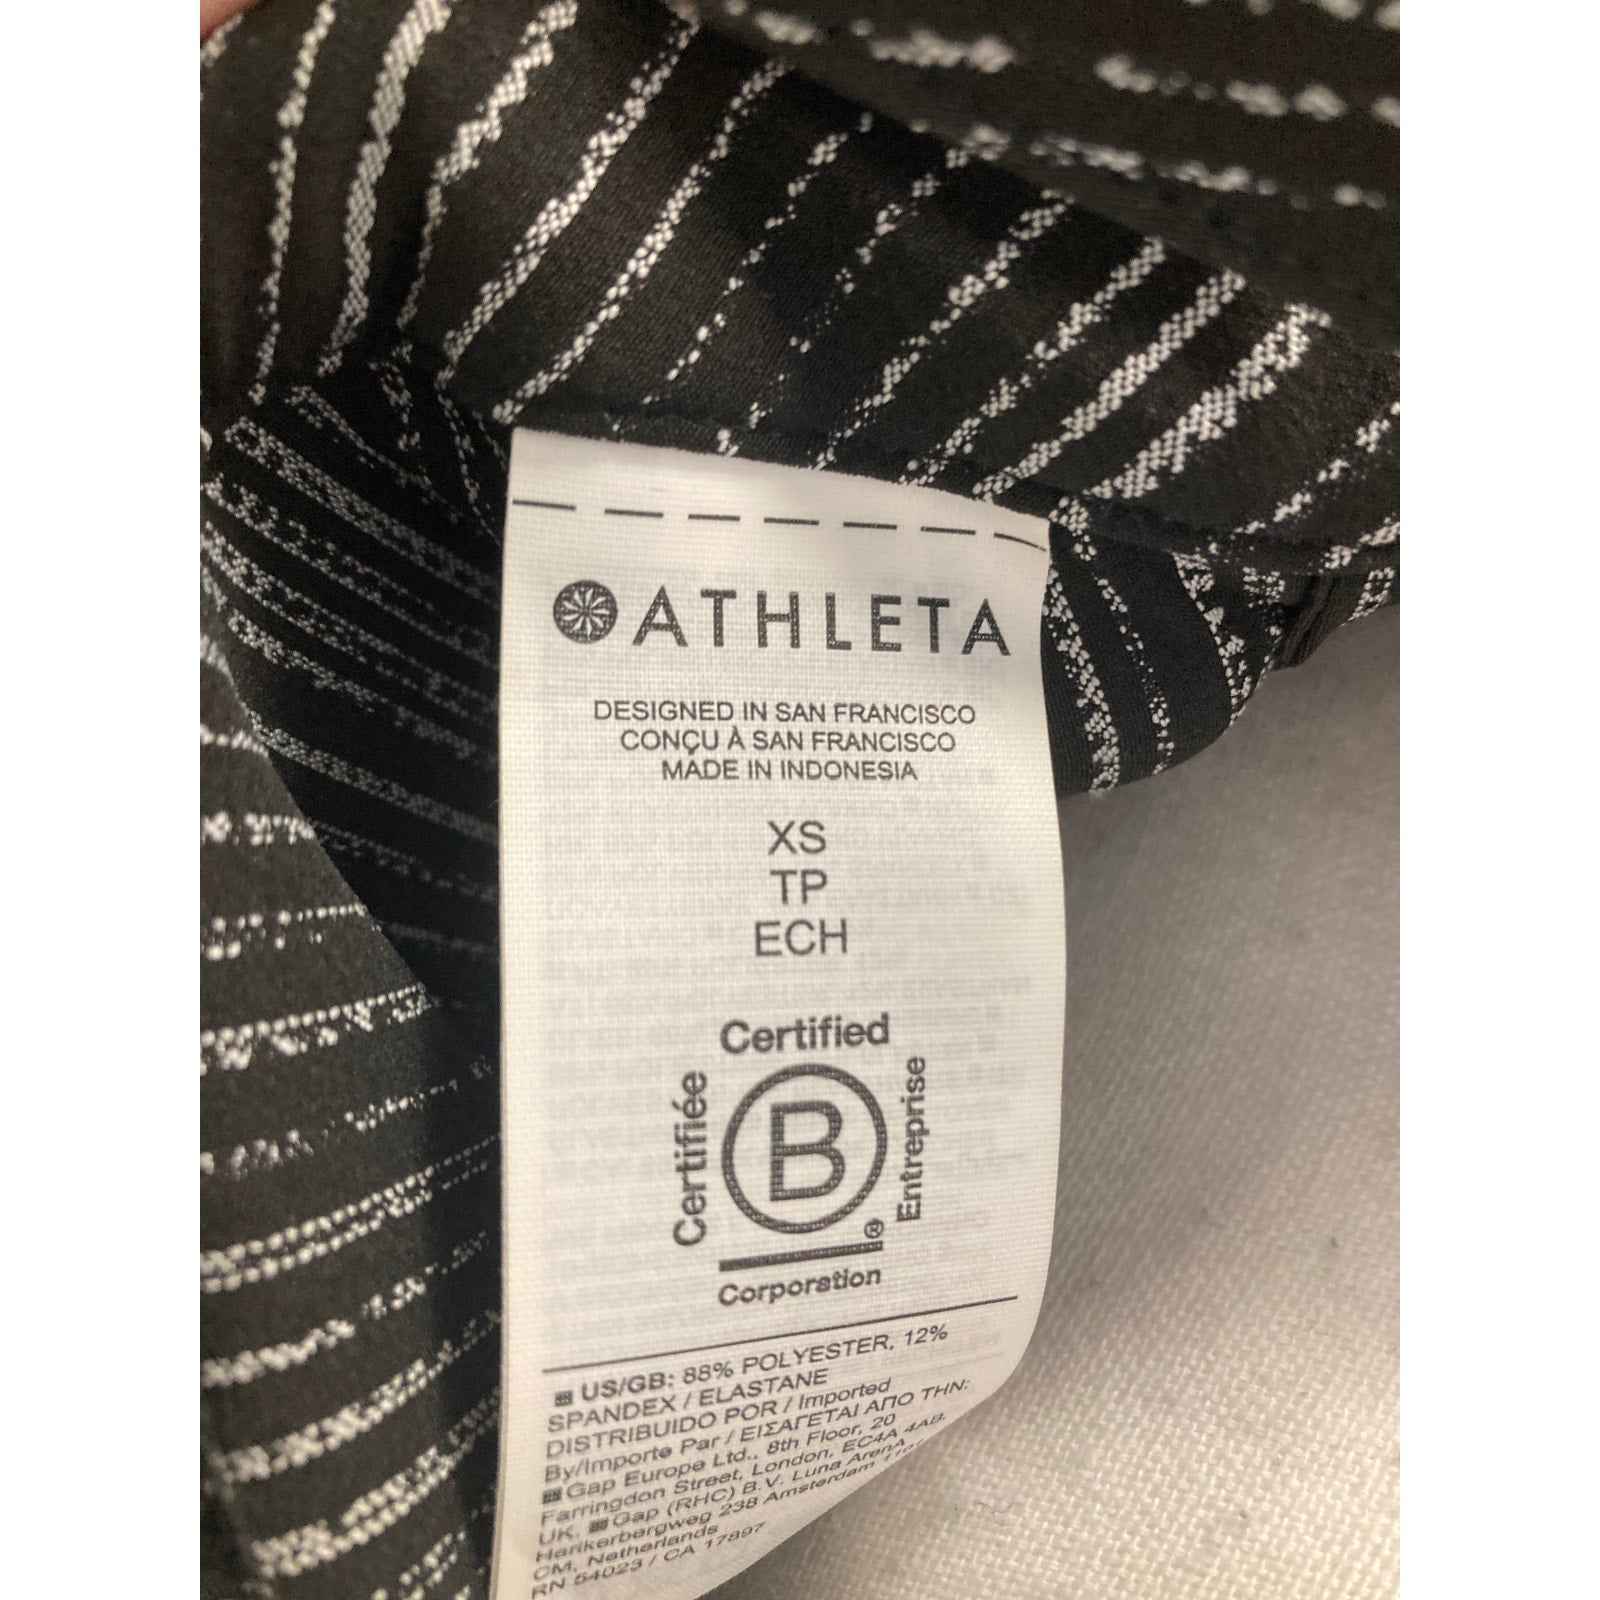 ATHLETA
DESIGNED IN SAN FRANCISCO
CONÇU À SAN FRANCISCO
MADE IN INDONESIA
XS
TP
ECH
Certified
Certifiée
B
Entreprise
®
Corporation
US/GB: 88% POLYESTER, 12%
SPANDEX / ELASTANE
DISTRIBUIDO POR / Imported
By/Importe Par / ΕΙΣΑΓΕΤΑΙ ΑΠΟ ΤΗΝ:
Gap Europe Ltd., 8th Floor, 20
Farringdon Street, London, EC4A 4AB,
UK. Gap (RHC) B.V. Luna ArenA
Herikerbergweg 238 Amsterdam
CM, Netherlands
RN 54023 / CA 17897